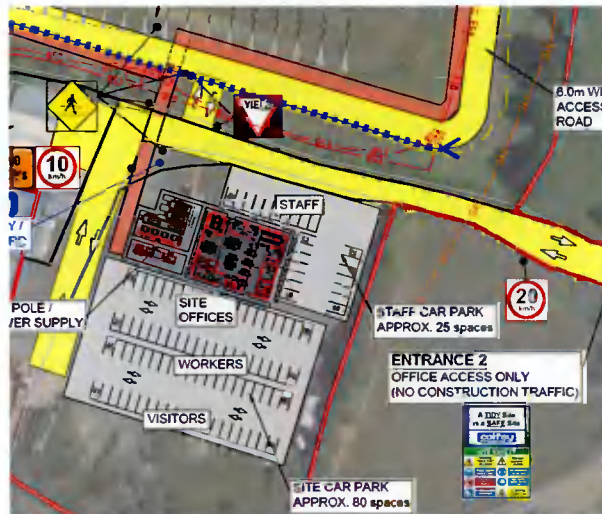 6.0m WI
ACCESS
ROAD
YIE
10
km/h
STAFF
POLE /
ER SUPPLY
SITE
OFFICES
STAFF CAR PARK
APPROX. 25 spaces
20
km/h
WORKERS
ENTRANCE 2
OFFICE ACCESS ONLY
(NO CONSTRUCTION TRAFFIC)
VISITORS
A TIDY Site
is a SAFE Site
SITE CAR PARK
APPROX. 80 spaces